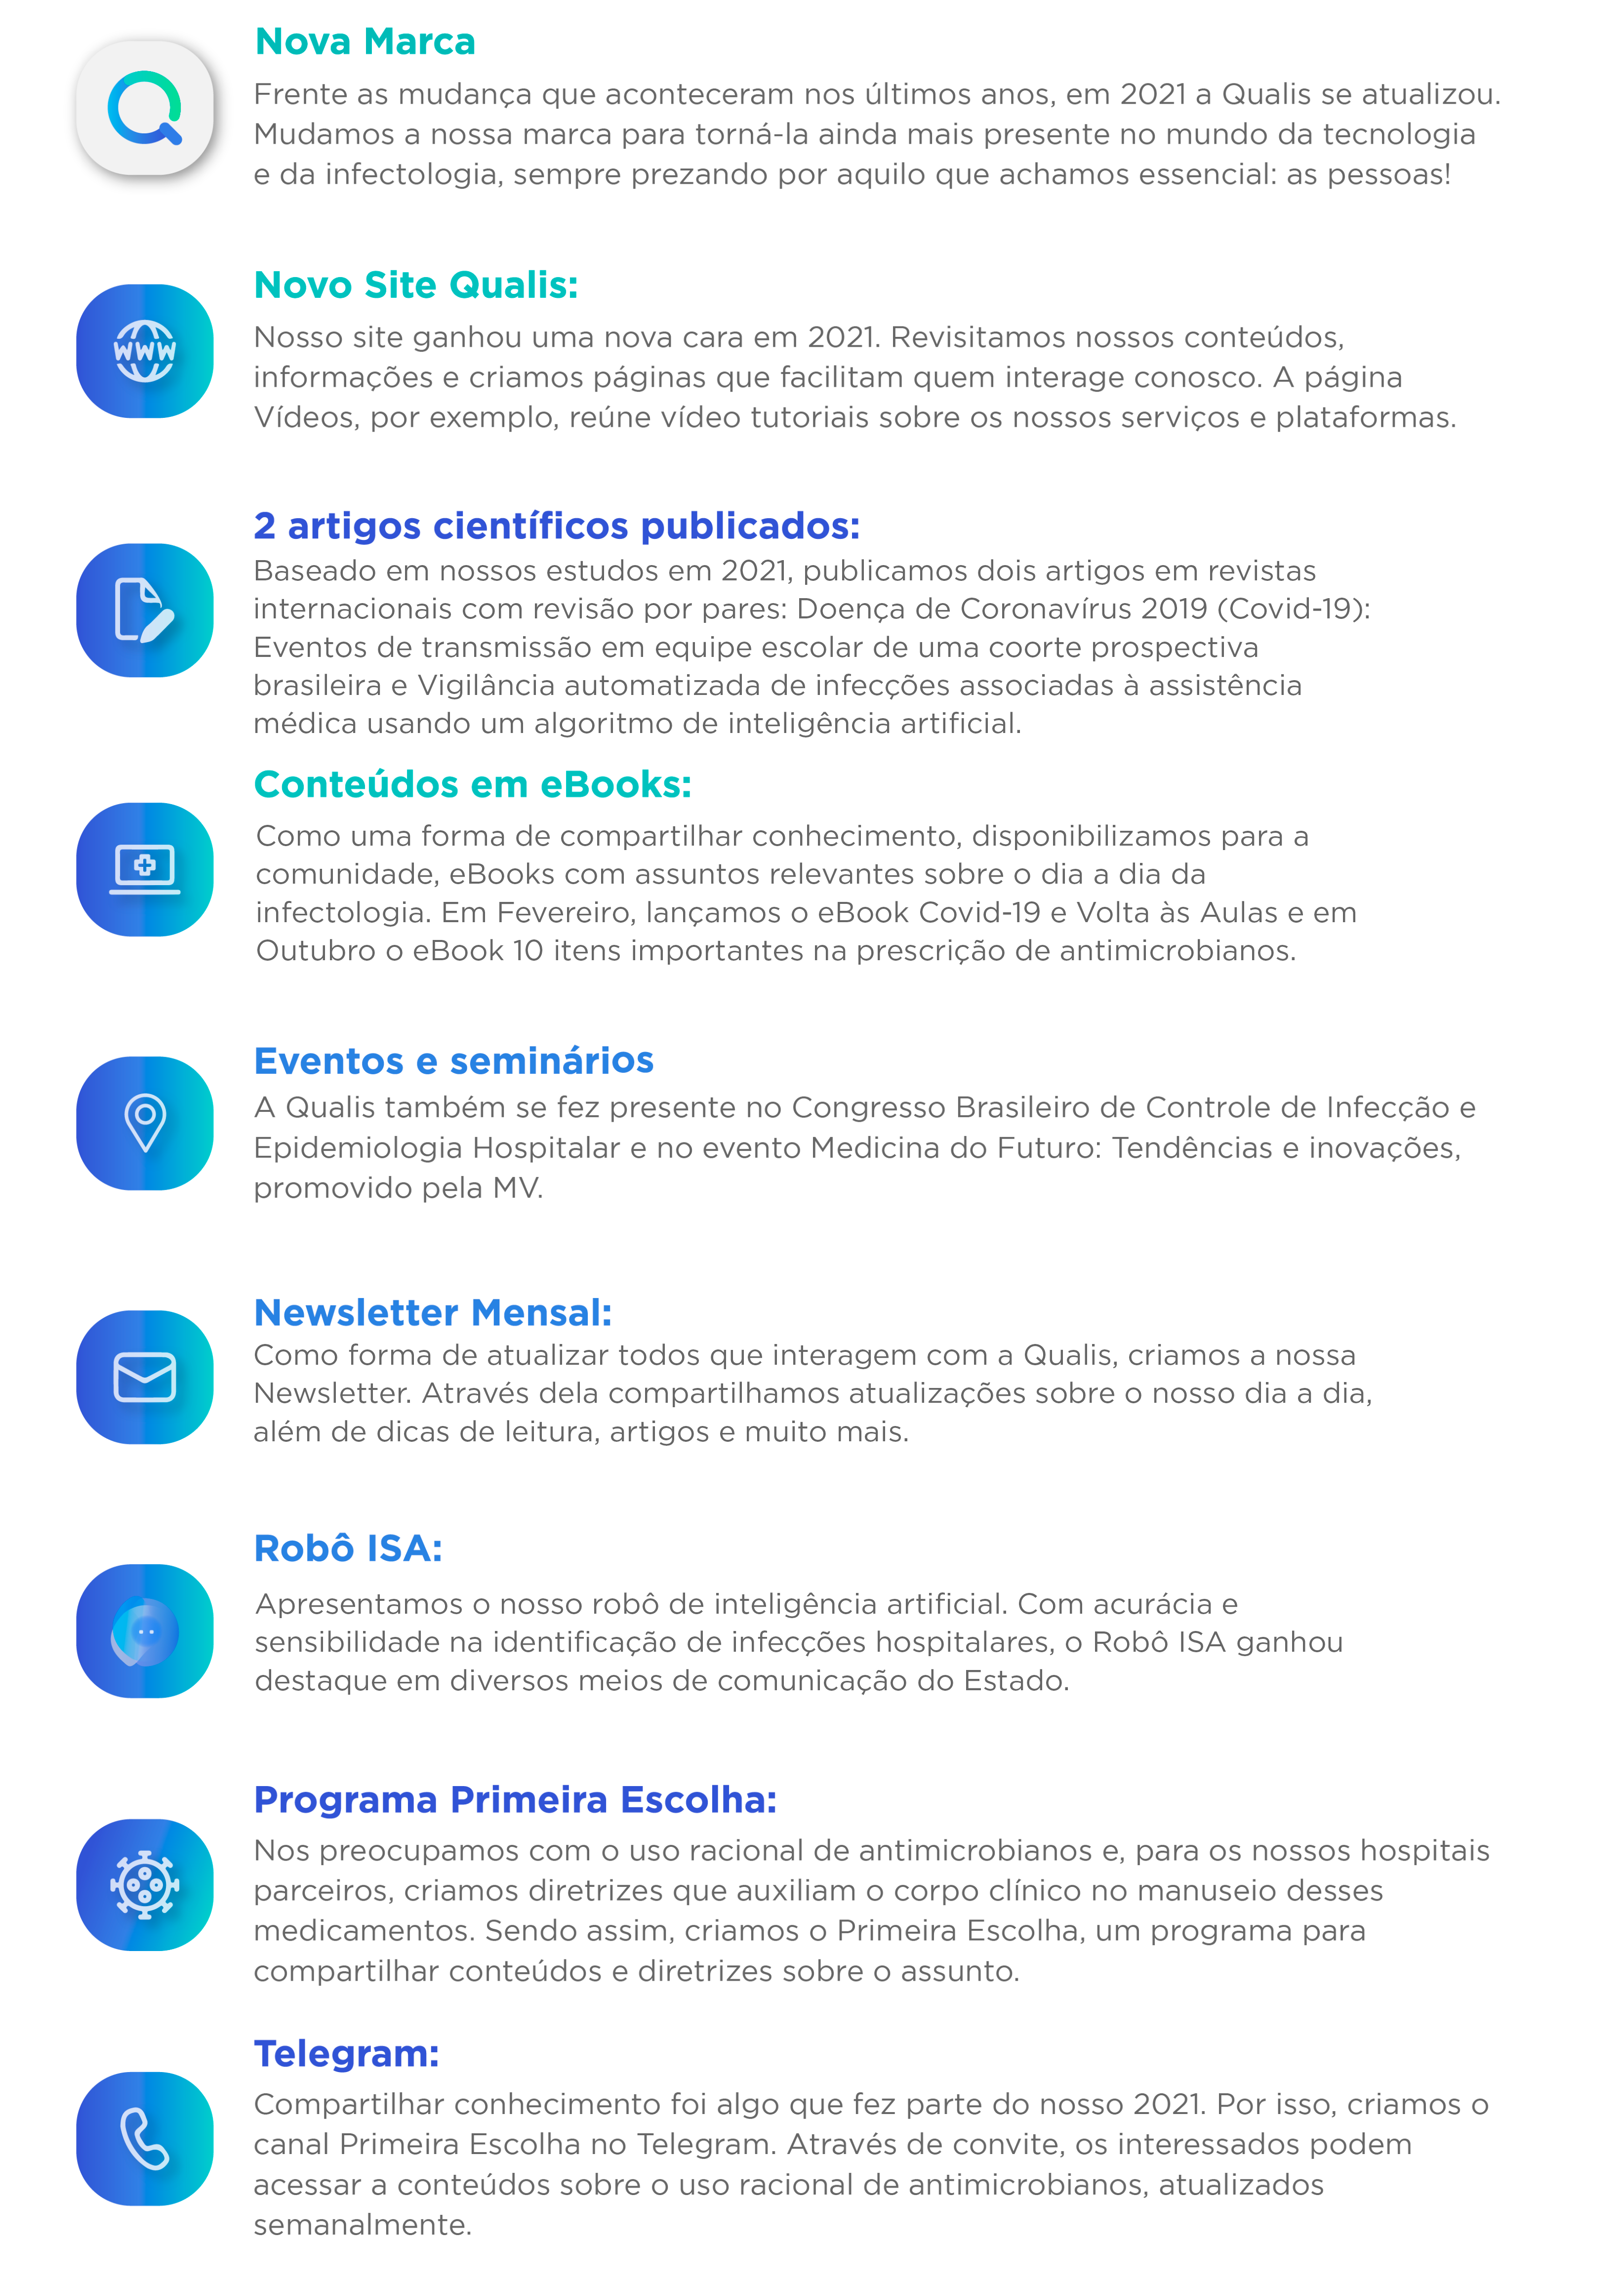 Nova Marca
Frente as mudança que aconteceram nos últimos anos, em 2021 a Qualis se atualizou.
Mudamos a nossa marca para torná-la ainda mais presente no mundo da tecnologia
e da infectologia, sempre prezando por aquilo que achamos essencial: as pessoas!
Novo Site Qualis:
WWW
Nosso site ganhou uma nova cara em 2021. Revisitamos nossos conteúdos,
informações e criamos páginas que facilitam quem interage conosco. A página
Vídeos, por exemplo, reúne vídeo tutoriais sobre os nossos serviços e plataformas.
2 artigos científicos publicados:
Baseado em nossos estudos em 2021, publicamos dois artigos em revistas
internacionais com revisão por pares: Doença de Coronavírus 2019 (Covid-19):
Eventos de transmissão em equipe escolar de uma coorte prospectiva
brasileira e Vigilância automatizada de infecções associadas à assistência
médica usando um algoritmo de inteligência artificial.
Conteúdos em eBooks:
Como uma forma de compartilhar conhecimento, disponibilizamos para a
comunidade, eBooks com assuntos relevantes sobre o dia a dia da
infectologia. Em Fevereiro, lançamos o eBook Covid-19 e Volta às Aulas e em
Outubro o eBook 10 itens importantes na prescrição de antimicrobianos.
Eventos e seminários
A Qualis também se fez presente no Congresso Brasileiro de Controle de Infecção e
Epidemiologia Hospitalar e no evento Medicina do Futuro: Tendências e inovações,
promovido pela MV.
Newsletter Mensal:
Como forma de atualizar todos que interagem com a Qualis, criamos a nossa
Newsletter. Através dela compartilhamos atualizações sobre o nosso dia a dia,
além de dicas de leitura, artigos e muito mais.
Robô ISA:
Apresentamos o nosso robô de inteligência artificial. Com acurácia e
sensibilidade na identificação de infecções hospitalares, o Robô ISA ganhou
destaque em diversos meios de comunicação do Estado.
Programa Primeira Escolha:
Nos preocupamos com o uso racional de antimicrobianos e, para os nossos hospitais
parceiros, criamos diretrizes que auxiliam o corpo clínico no manuseio desses
medicamentos. Sendo assim, criamos o Primeira Escolha, um programa para
compartilhar conteúdos e diretrizes sobre o assunto.
Telegram:
Compartilhar conhecimento foi algo que fez parte do nosso 2021. Por isso, criamos o
canal Primeira Escolha no Telegram. Através de convite, os interessados podem
acessar a conteúdos sobre o uso racional de antimicrobianos, atualizados
semanalmente.